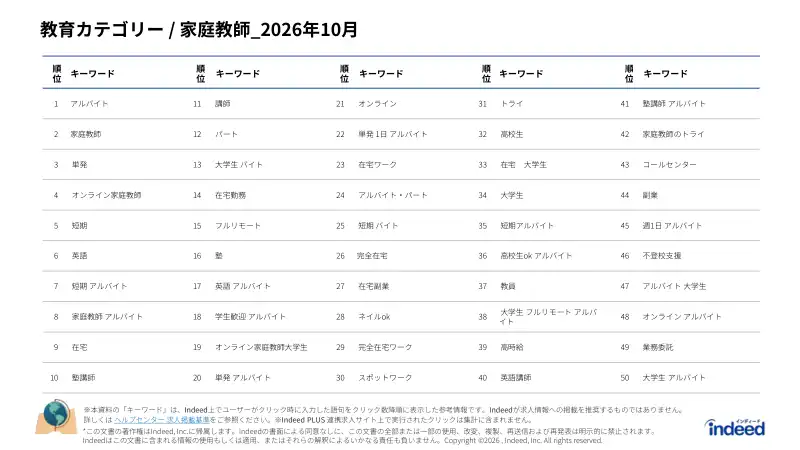 教育カテゴリー / 家庭教師_2026年10月
順位 キーワード 順位 キーワード 順位 キーワード 順位 キーワード 順位 キーワード
1 アルバイト 11 講師 21 オンライン 31 トライ 41 塾講師 アルバイト
2 家庭教師 12 パート 22 単発 1日 アルバイト 32 高校生 42 家庭教師のトライ
3 単発 13 大学生 バイト 23 在宅ワーク 33 在宅　大学生 43 コールセンター
4 オンライン家庭教師 14 在宅勤務 24 アルバイト・パート 34 大学生 44 副業
5 短期 15 フルリモート 25 短期 バイト 35 短期アルバイト 45 週1日 アルバイト
6 英語 16 塾 26 完全在宅 36 高校生ok アルバイト 46 不登校支援
7 短期 アルバイト 17 英語 アルバイト 27 在宅副業 37 教員 47 アルバイト 大学生
8 家庭教師 アルバイト 18 学生歓迎 アルバイト 28 ネイルok 38 大学生 フルリモート アルバイト 48 オンライン アルバイト
9 在宅 19 オンライン家庭教師大学生 29 完全在宅ワーク 39 高時給 49 業務委託
10 塾講師 20 単発 アルバイト 30 スポットワーク 40 英語講師 50 大学生 アルバイト
※本資料の「キーワード」は、Indeed上でユーザーがクリック時に入力した語句をクリック数降順に表示した参考情報です。Indeedが求人情報への掲載を推奨するものではありません。
詳しくは ヘルプセンター 求人掲載基準をご参照ください。※Indeed PLUS 連携求人サイト上で実行されたクリックは集計に含まれません。
*この文書の著作権はIndeed, Inc.に帰属します。Indeedの書面による同意なしに、この文書の全部または一部の使用、改変、複製、再送信および再発表は明示的に禁止されます。
Indeedはこの文書に含まれる情報の使用もしくは適用、またはそれらの解釈によるいかなる責任も負いません。Copyright ©2026 , Indeed, Inc. All rights reserved.
インディード
indeed